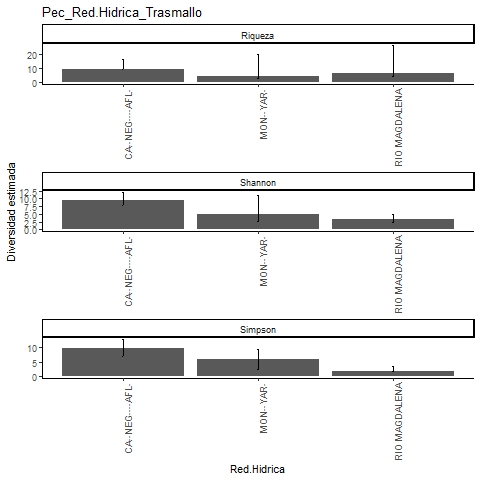 Pec_Red.Hidrica_Trasmallo
Riqueza
20
10
0
CA--NEG----AFL-
MON--YAR-
RIO MAGDALENA
Shannon
12.5
10.0
7.5
5.0
2.5
0.0
CA--NEG----AFL-
MON--YAR-
RIO MAGDALENA
Simpson
10
5
0
CA--NEG----AFL-
MON--YAR-
RIO MAGDALENA
Diversidad estimada
Red.Hidrica